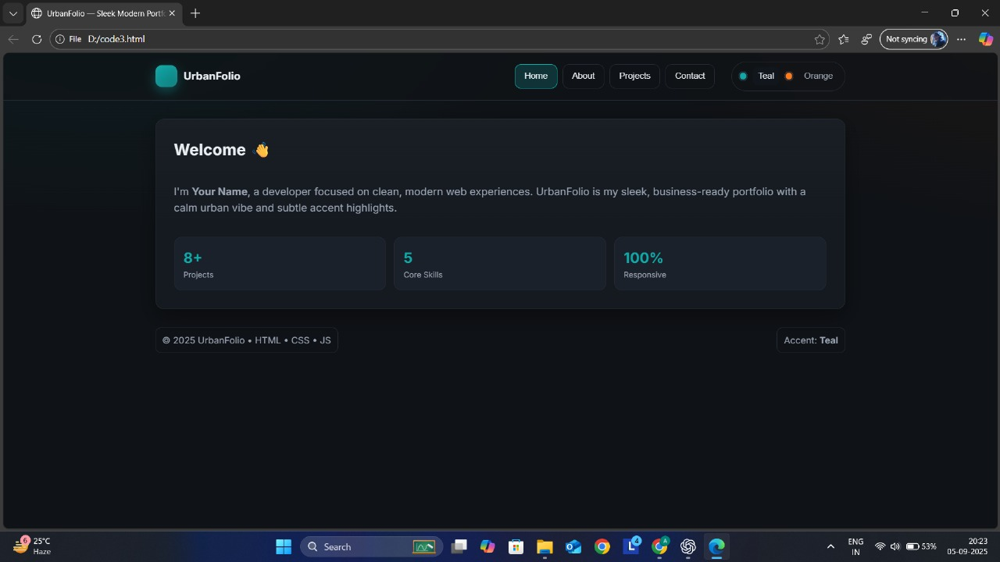 UrbanFolio — Sleek Modern Portf
File D:/code3.html
Not syncing
UrbanFolio
Home
About
Projects
Contact
Teal
Orange
Welcome 👋
I'm Your Name, a developer focused on clean, modern web experiences. UrbanFolio is my sleek, business-ready portfolio with a
calm urban vibe and subtle accent highlights.
8+
Projects
5
Core Skills
100%
Responsive
© 2025 UrbanFolio • HTML • CSS • JS
Accent: Teal
6
25°C
Haze
Search
L
4
A
ENG
IN
53%
20:23
05-09-2025